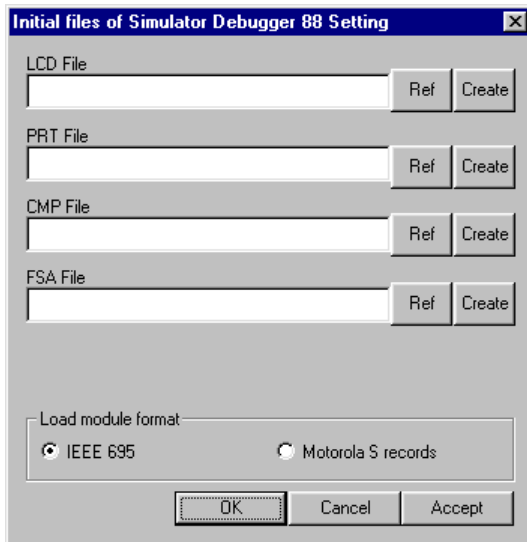 Initial files of Simulator Debugger 88 Setting
LCD File
Ref Create
PRT File
Ref Create
CMP File
Ref Create
FSA File
Ref Create
Load module format
IEEE 695 Motorola S records
OK Cancel Accept